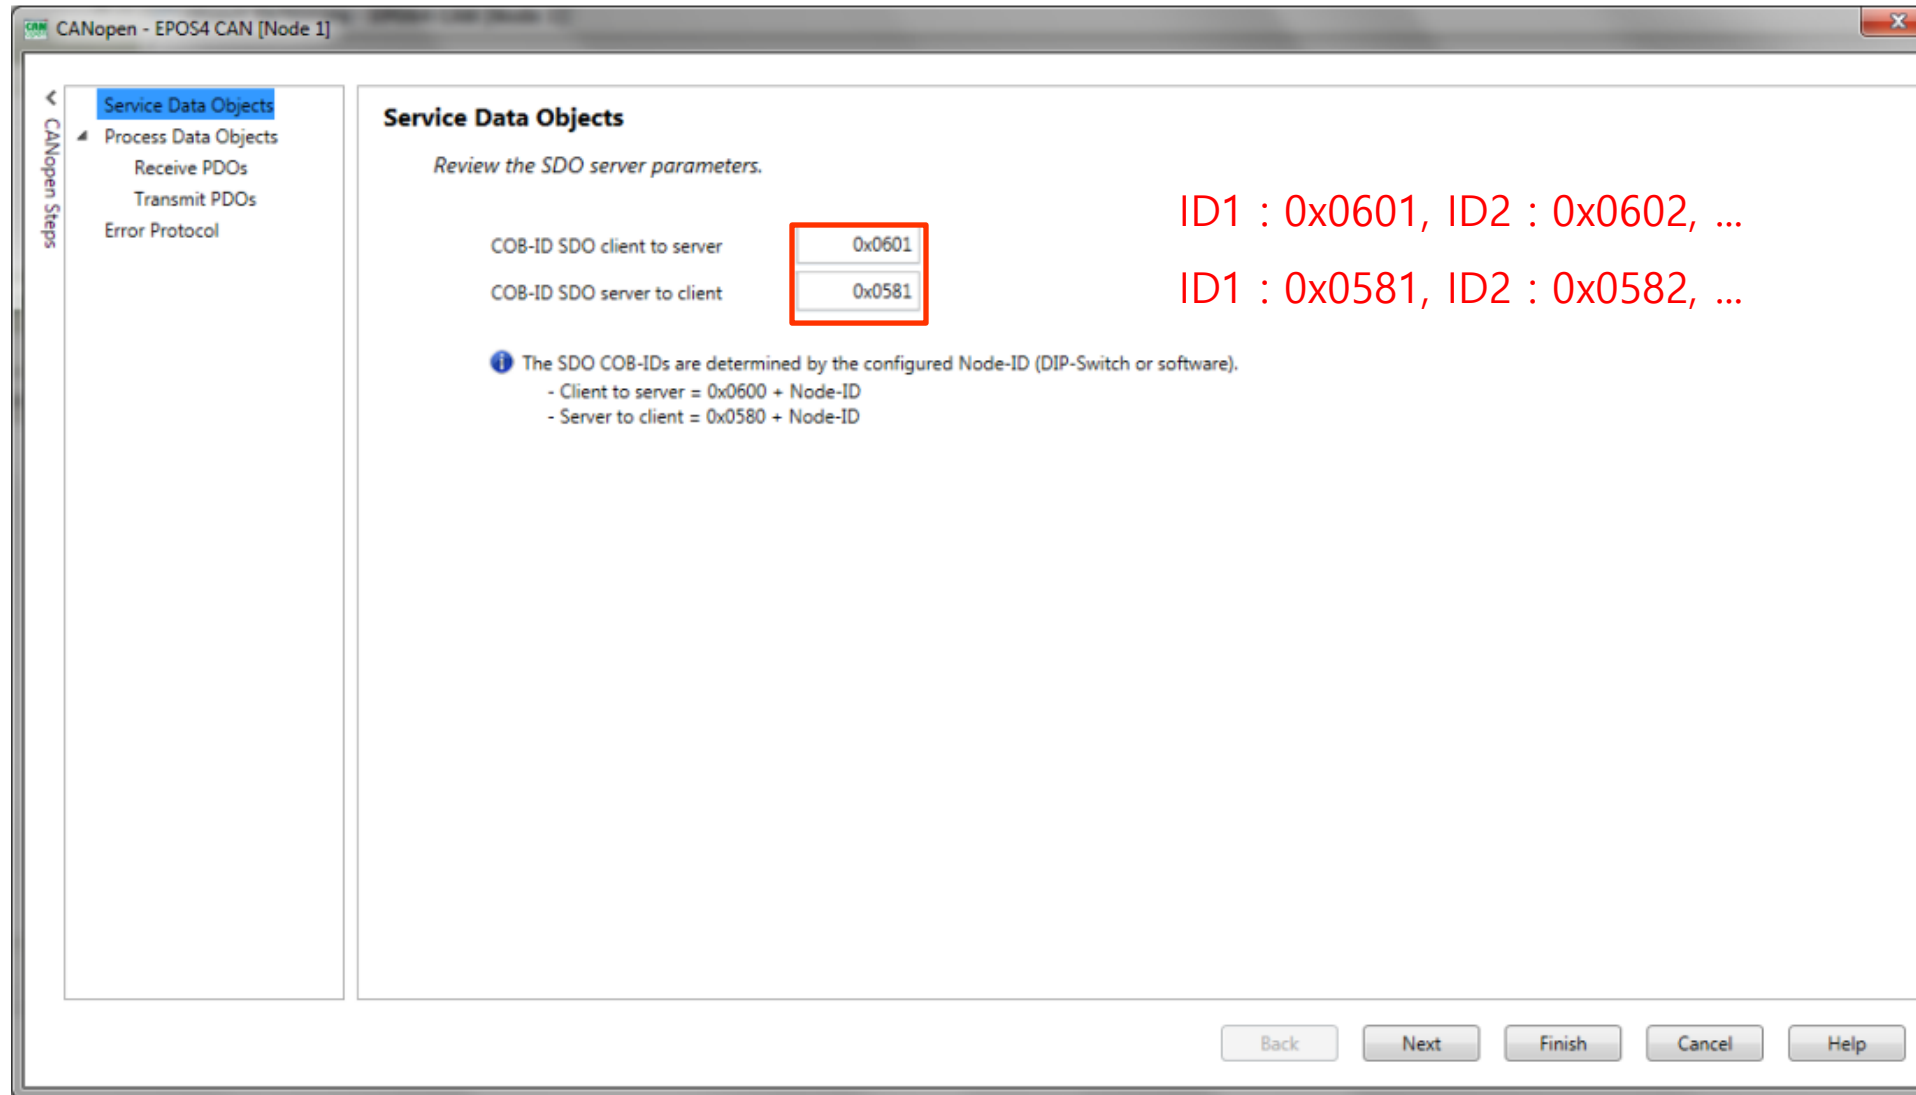 CANopen - EPOS4 CAN [Node 1]
CANopen Steps
Service Data Objects
Process Data Objects
Receive PDOs
Transmit PDOs
Error Protocol
Service Data Objects
Review the SDO server parameters.
COB-ID SDO client to server 0x0601
ID1 : 0x0601, ID2 : 0x0602, ...
COB-ID SDO server to client 0x0581
ID1 : 0x0581, ID2 : 0x0582, ...
The SDO COB-IDs are determined by the configured Node-ID (DIP-Switch or software).
- Client to server = 0x0600 + Node-ID
- Server to client = 0x0580 + Node-ID
Back Next Finish Cancel Help